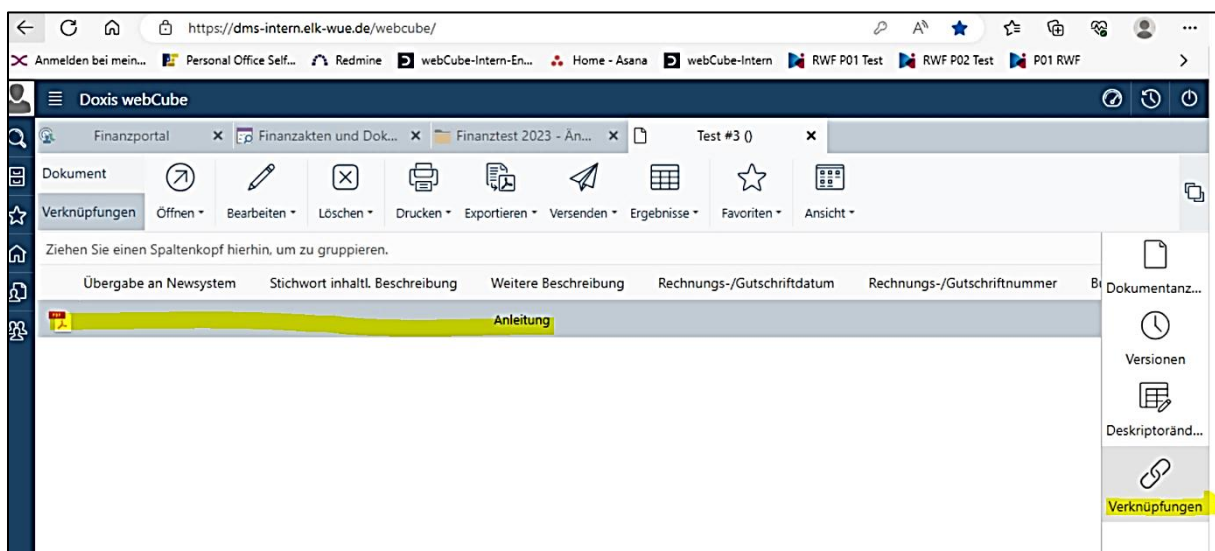 https://dms-intern.elk-wue.de/webcube/
Anmelden bei mein... Personal Office Self... Redmine webCube-Intern-En... Home - Asana webCube-Intern RWF P01 Test RWF P02 Test P01 RWF
Doxis webCube
Finanzportal Finanzakten und Dok... Finanztest 2023 - Än... Test #3 ()
Dokument
Verknüpfungen Öffnen Bearbeiten Löschen Drucken Exportieren Versenden Ergebnisse Favoriten Ansicht
Ziehen Sie einen Spaltenkopf hierhin, um zu gruppieren.
Übergabe an Newsystem Stichwort inhaltl. Beschreibung Weitere Beschreibung Rechnungs-/Gutschriftdatum Rechnungs-/Gutschriftnummer
Anleitung
Dokumentanz...
Versionen
Deskriptoränd...
Verknüpfungen